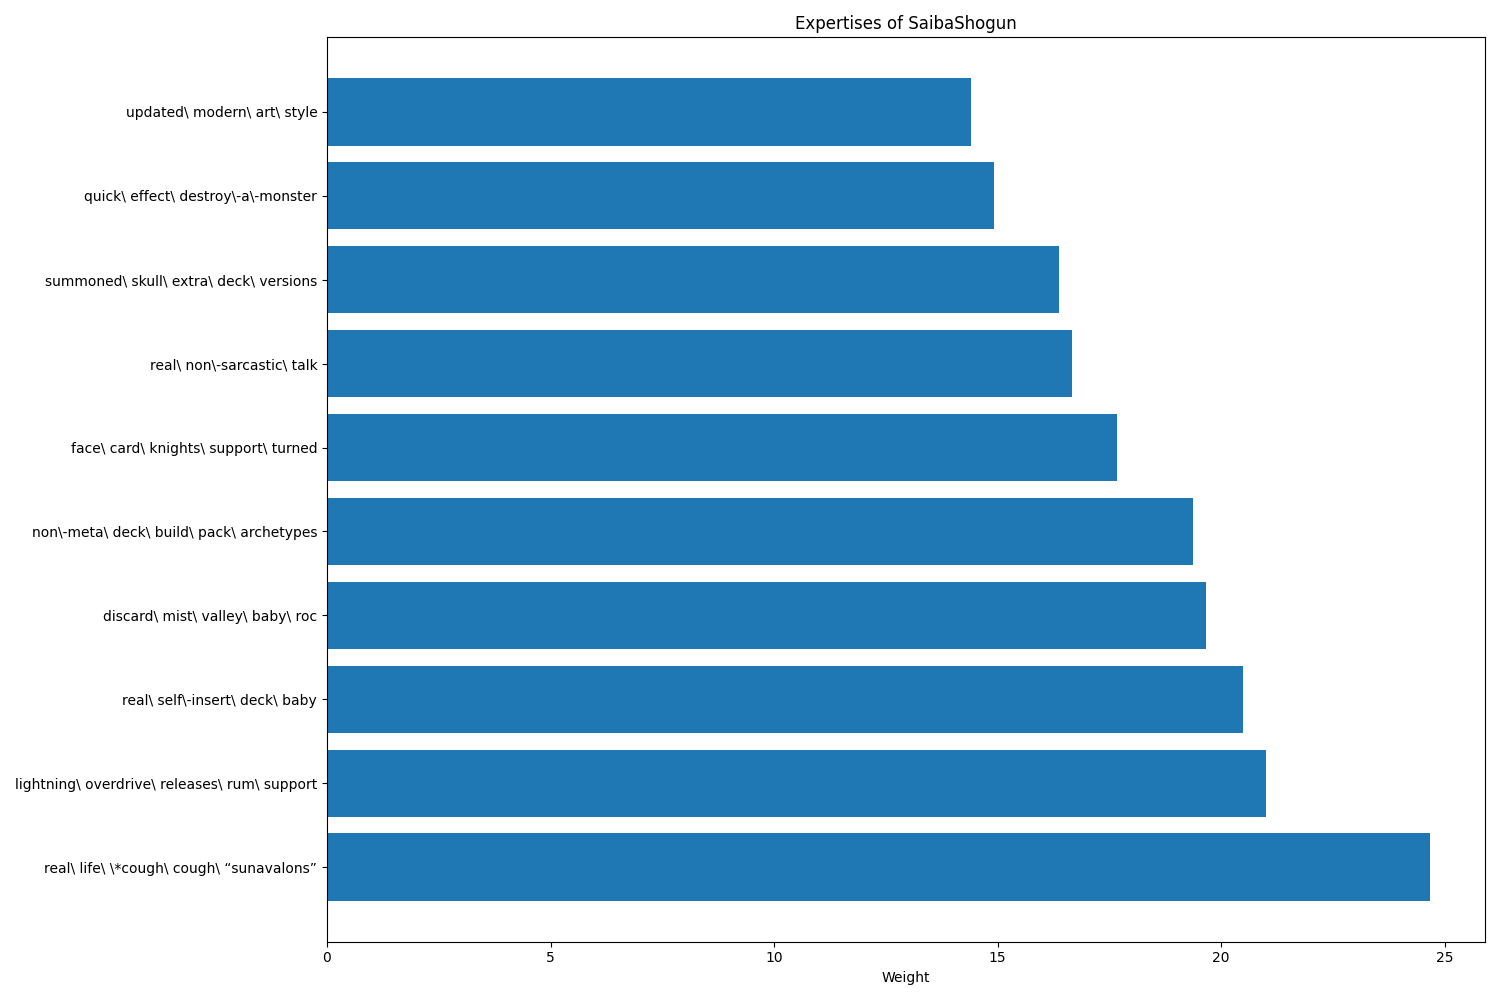 Expertises of SaibaShogun
updated\ modern\ art\ style
quick\ effect\ destroy\-a\-monster
summoned\ skull\ extra\ deck\ versions
real\ non\-sarcastic\ talk
face\ card\ knights\ support\ turned
non\-meta\ deck\ build\ pack\ archetypes
discard\ mist\ valley\ baby\ roc
real\ self\-insert\ deck\ baby
lightning\ overdrive\ releases\ rum\ support
real\ life\ \*cough\ cough\ “sunavalons”
0 5 10 15 20 25
Weight